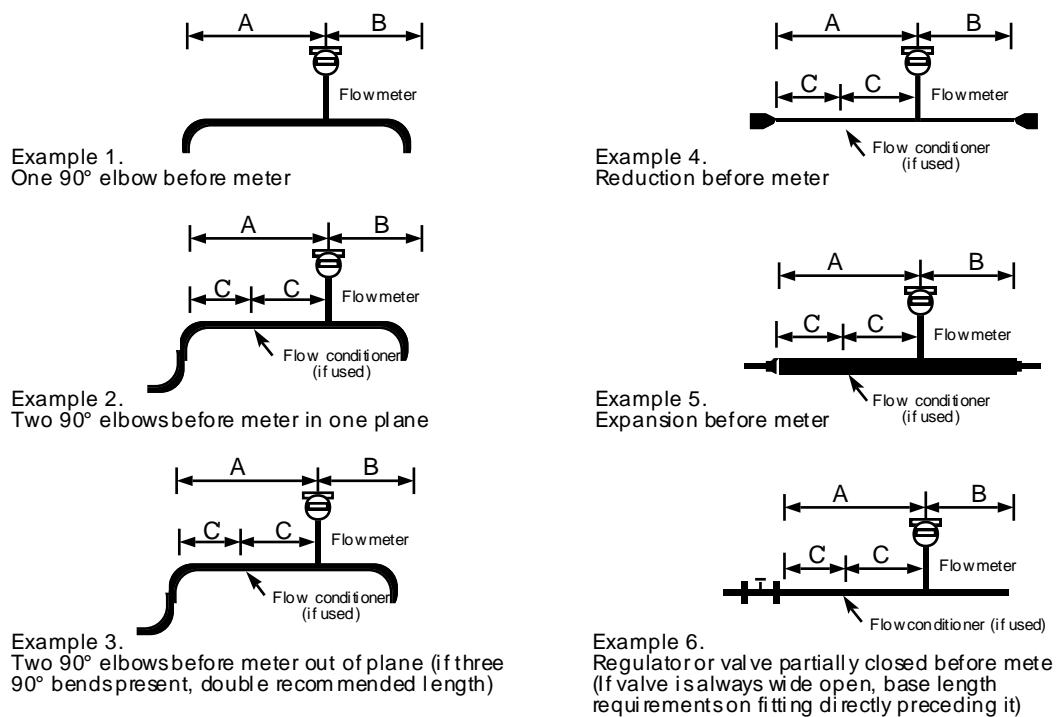 A B
Flowmeter
Example 1.
One 90° elbow before meter
A B
C C
Flowmeter
Flow conditioner
(if used)
Example 2.
Two 90° elbows before meter in one plane
A B
C C
Flowmeter
Flow conditioner
(if used)
Example 3.
Two 90° elbows before meter out of plane (if three
90° bends present, double recommended length)
A B
C C
Flowmeter
Flow conditioner
(if used)
Example 4.
Reduction before meter
A B
C C
Flowmeter
Flow conditioner
(if used)
Example 5.
Expansion before meter
A B
C C
Flowmeter
Flow conditioner (if used)
Example 6.
Regulator or valve partially closed before mete
(If valve is always wide open, base length
requirements on fitting directly preceding it)